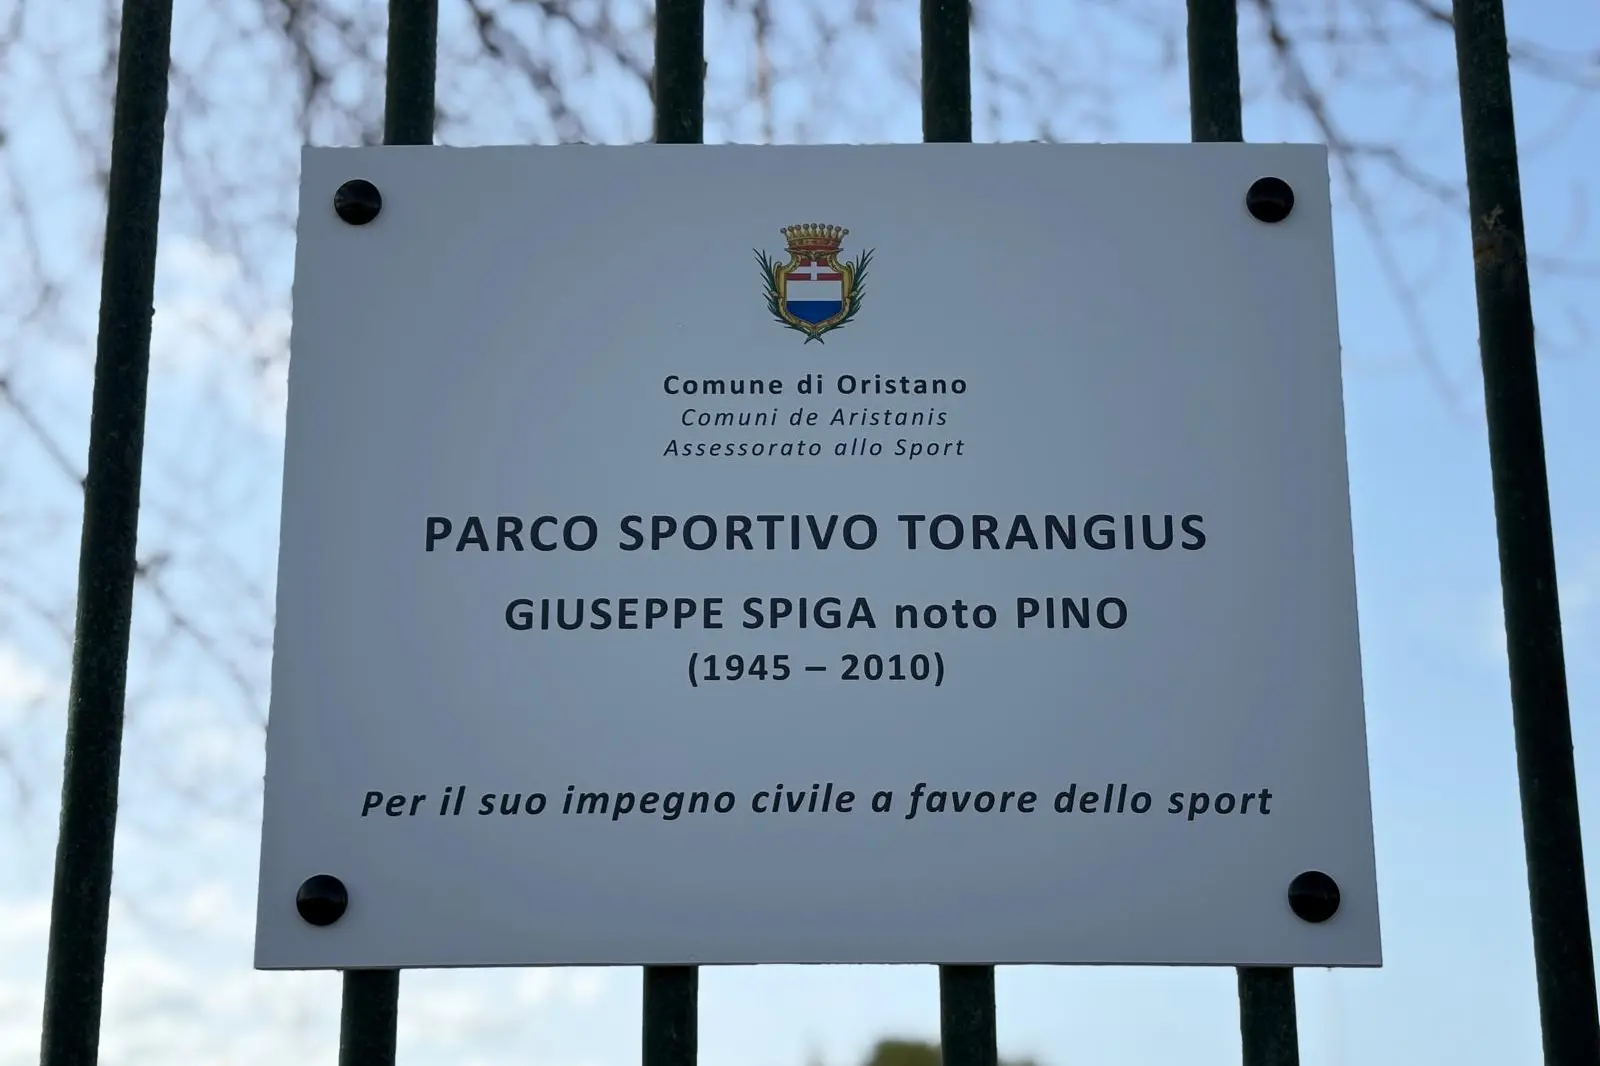 Comune di Oristano
Comuni de Aristanis
Assessorato allo Sport
PARCO SPORTIVO TORANGIUS
GIUSEPPE SPIGA noto PINO
(1945 – 2010)
Per il suo impegno civile a favore dello sport